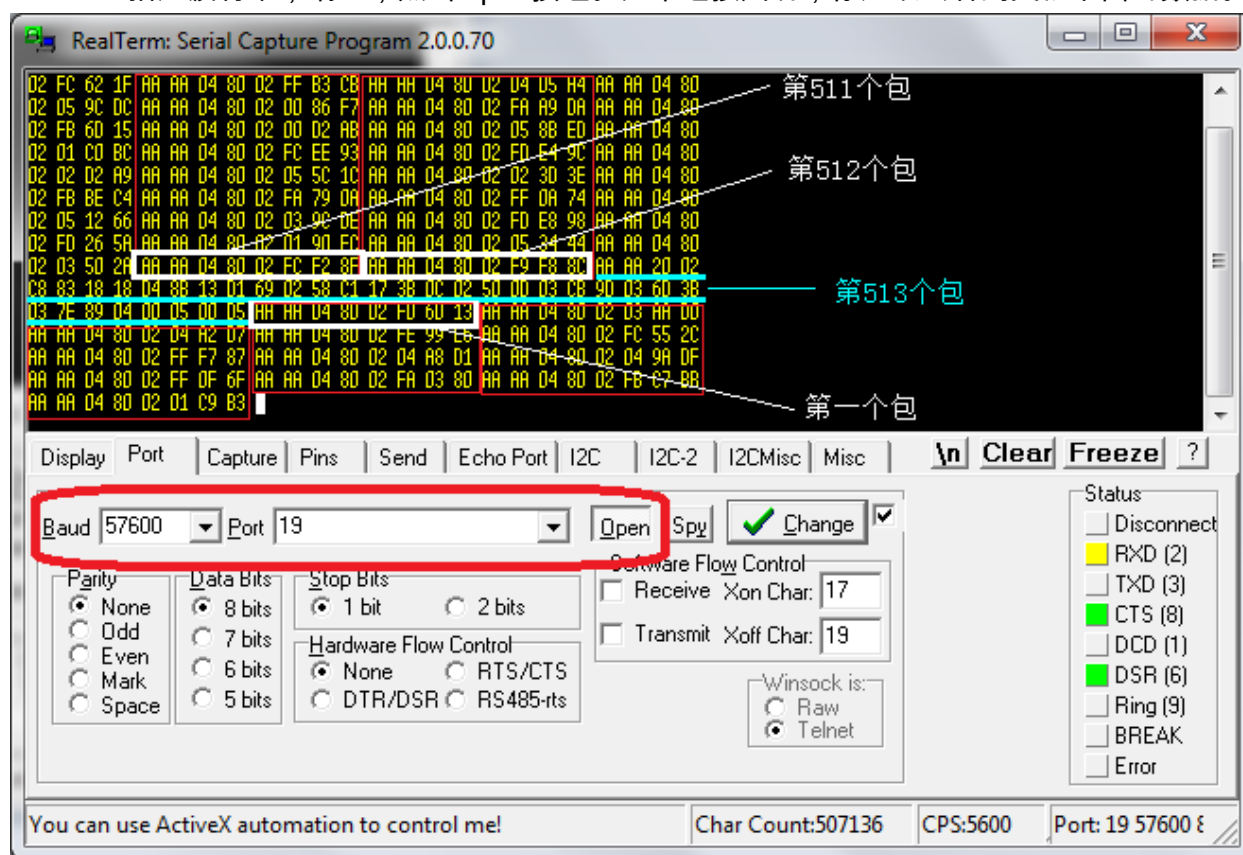 RealTerm: Serial Capture Program 2.0.0.70
02 FC 62 1F AA AA 04 80 02 FF B3 CB AA AA 04 80 02 04 D5 A4 AA AA 04 80
第511个包
02 05 9C DC AA AA 04 80 02 00 86 F7 AA AA 04 80 02 FA A9 DA AA AA 04 80
02 FB 6D 15 AA AA 04 80 02 00 D2 AB AA AA 04 80 02 05 8B ED AA AA 04 80
02 01 C0 BC AA AA 04 80 02 FC EE 93 AA AA 04 80 02 FD E4 9C AA AA 04 80
第512个包
02 02 D2 A9 AA AA 04 80 02 05 5C 1C AA AA 04 80 02 02 3D 3E AA AA 04 80
02 FB BE C4 AA AA 04 80 02 FA 79 0A AA AA 04 80 02 FF 0A 74 AA AA 04 80
02 05 12 66 AA AA 04 80 02 03 9C DE AA AA 04 80 02 FD E8 98 AA AA 04 80
02 FD 26 5A AA AA 04 80 02 01 90 EC AA AA 04 80 02 05 34 44 AA AA 04 80
02 03 50 2A AA AA 04 80 02 FC F2 8F AA AA 04 80 02 F9 F8 8C AA AA 20 02
C8 83 18 18 D4 8B 13 D1 69 02 58 C1 17 3B DC 02 50 00 03 CB 90 03 60 3B
第513个包
03 7E 89 04 00 05 0D 05 AA AA 04 80 02 FD 6D 13 AA AA 04 80 02 03 AA D0
AA AA 04 80 02 04 A2 D7 AA AA 04 80 02 FE 99 E6 AA AA 04 80 02 FC 55 2C
AA AA 04 80 02 FF F7 87 AA AA 04 80 02 04 A8 D1 AA AA 04 80 02 04 9A DF
AA AA 04 80 02 FF 0F 6F AA AA 04 80 02 FA 03 80 AA AA 04 80 02 FB C7 BB
AA AA 04 80 02 01 C9 B3
第一个包
Display Port Capture Pins Send Echo Port I2C I2C-2 I2CMisc Misc \n Clear Freeze ?
Baud 57600 Port 19 Open Spy Change
Parity
None
Odd
Even
Mark
Space
Data Bits
8 bits
7 bits
6 bits
5 bits
Stop Bits
1 bit 2 bits
Hardware Flow Control
None RTS/CTS
DTR/DSR RS485-rts
Software Flow Control
Receive Xon Char: 17
Transmit Xoff Char: 19
Winsock is:
Raw
Telnet
Status
Disconnect
RXD (2)
TXD (3)
CTS (8)
DCD (1)
DSR (6)
Ring (9)
BREAK
Error
You can use ActiveX automation to control me! Char Count:507136 CPS:5600 Port: 19 57600 8